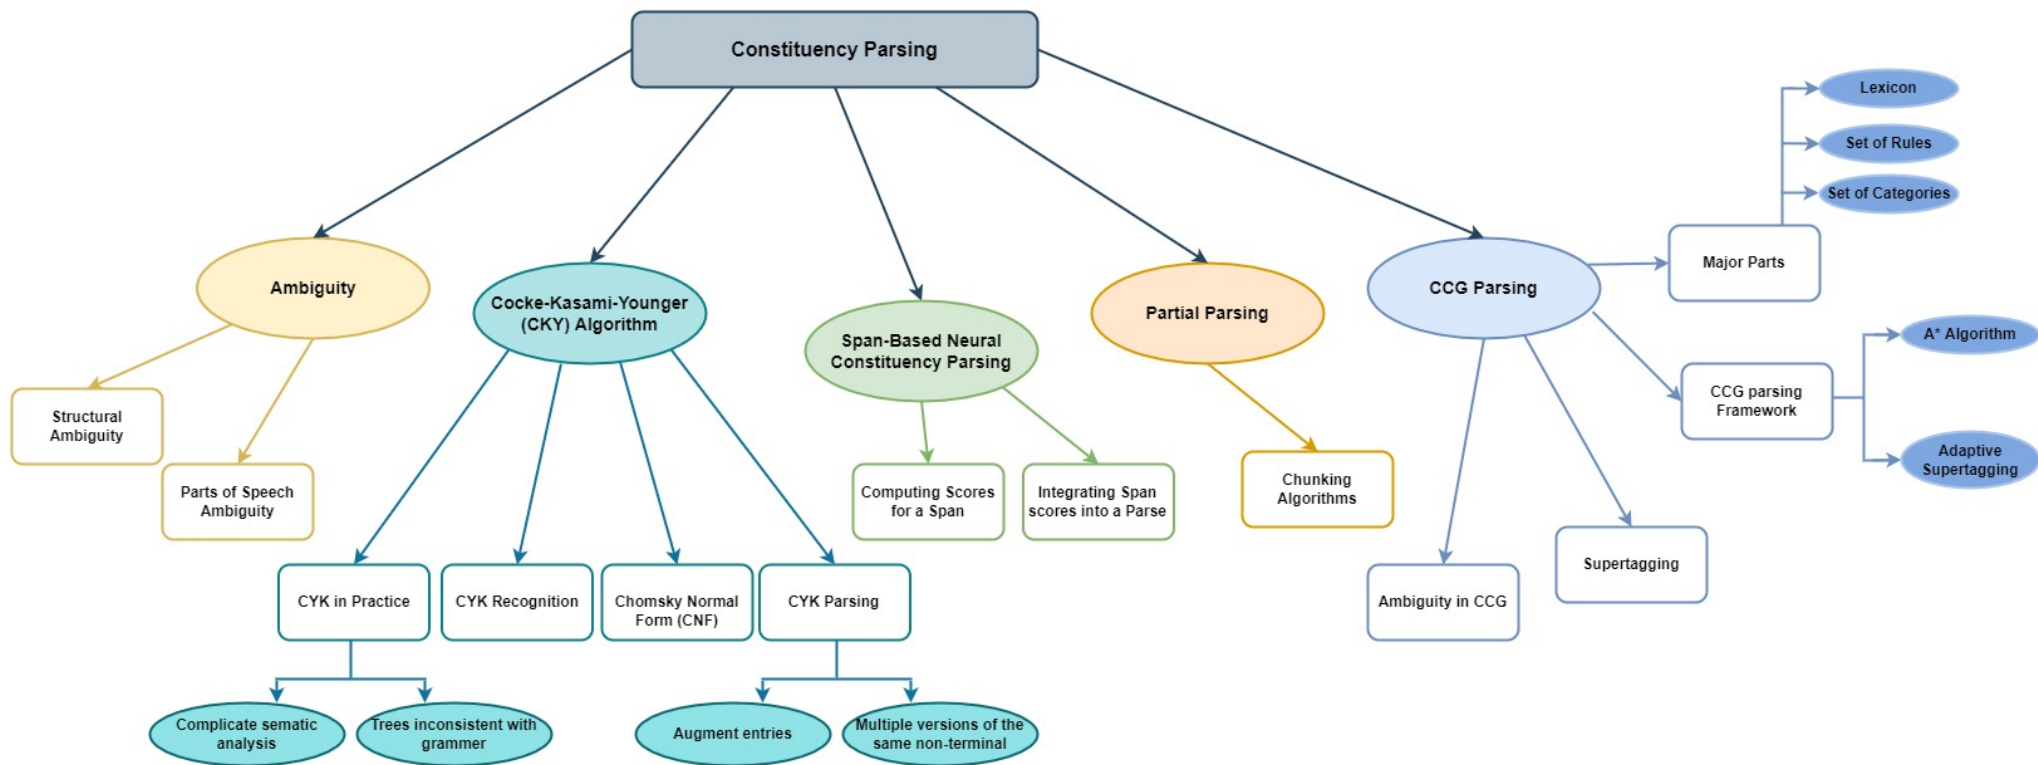 Constituency Parsing
Lexicon
Set of Rules
Set of Categories
Major Parts
Ambiguity
Cocke-Kasami-Younger
(CKY) Algorithm
Span-Based Neural
Constituency Parsing
Partial Parsing
CCG Parsing
A* Algorithm
CCG parsing
Framework
Adaptive
Supertagging
Structural
Ambiguity
Parts of Speech
Ambiguity
Computing Scores
for a Span
Integrating Span
scores into a Parse
Chunking
Algorithms
Supertagging
CYK in Practice
CYK Recognition
Chomsky Normal
Form (CNF)
CYK Parsing
Ambiguity in CCG
Complicate sematic
analysis
Trees inconsistent with
grammer
Augment entries
Multiple versions of the
same non-terminal